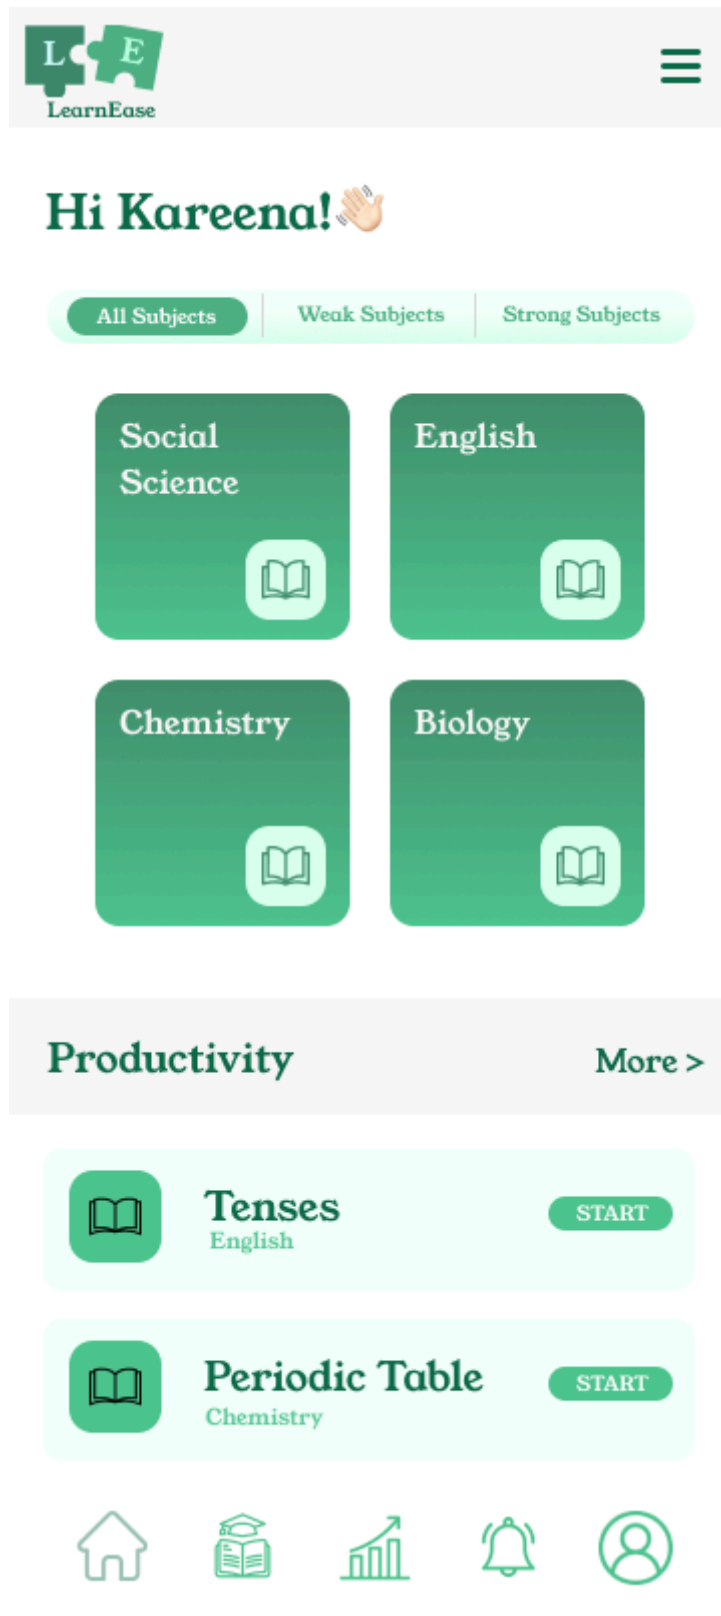 L E
LearnEase
Hi Kareena!👋🏻
All Subjects
Weak Subjects
Strong Subjects
Social
Science
English
Chemistry
Biology
Productivity
More >
Tenses
English
START
Periodic Table
Chemistry
START